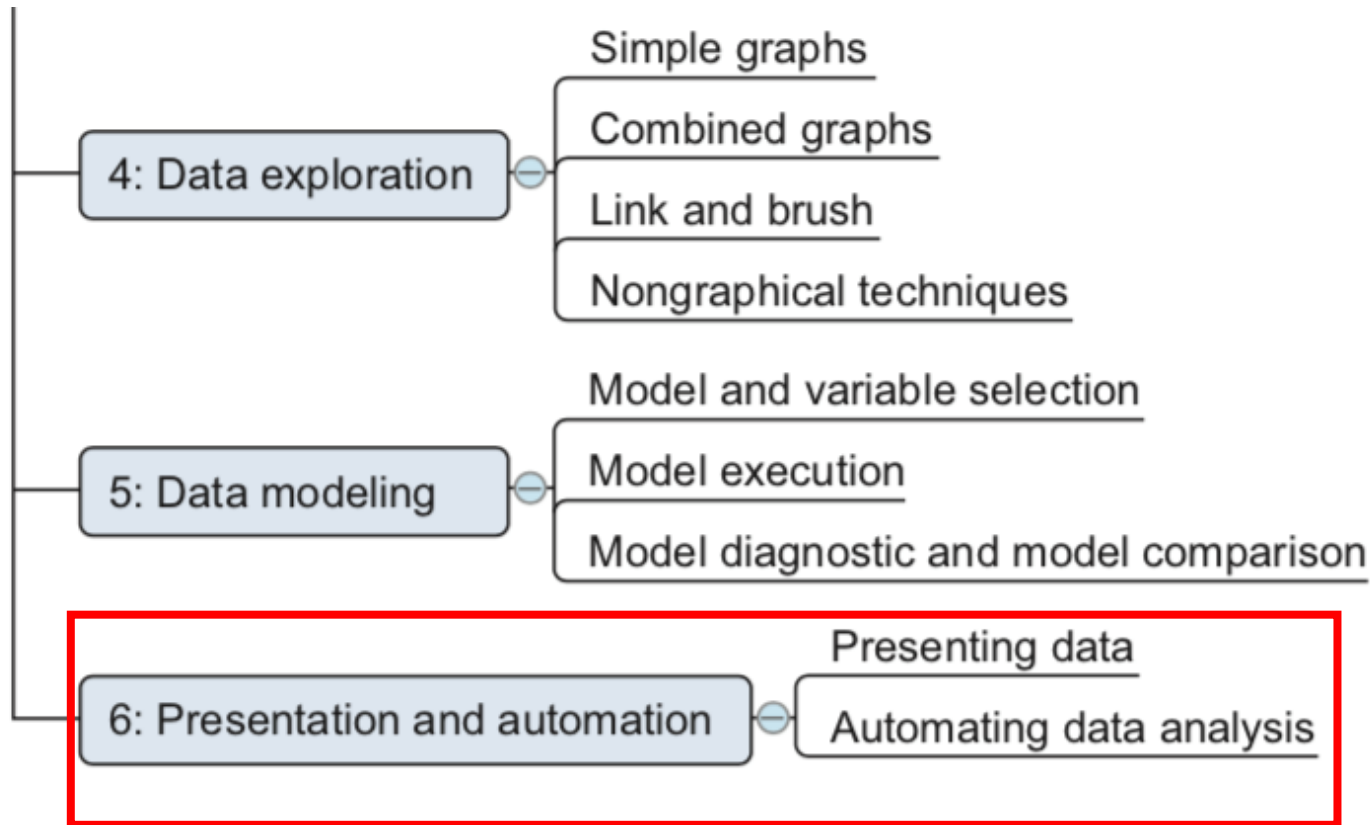 Simple graphs
Combined graphs
4: Data exploration
Link and brush
Nongraphical techniques
Model and variable selection
Model execution
5: Data modeling
Model diagnostic and model comparison
Presenting data
6: Presentation and automation
Automating data analysis